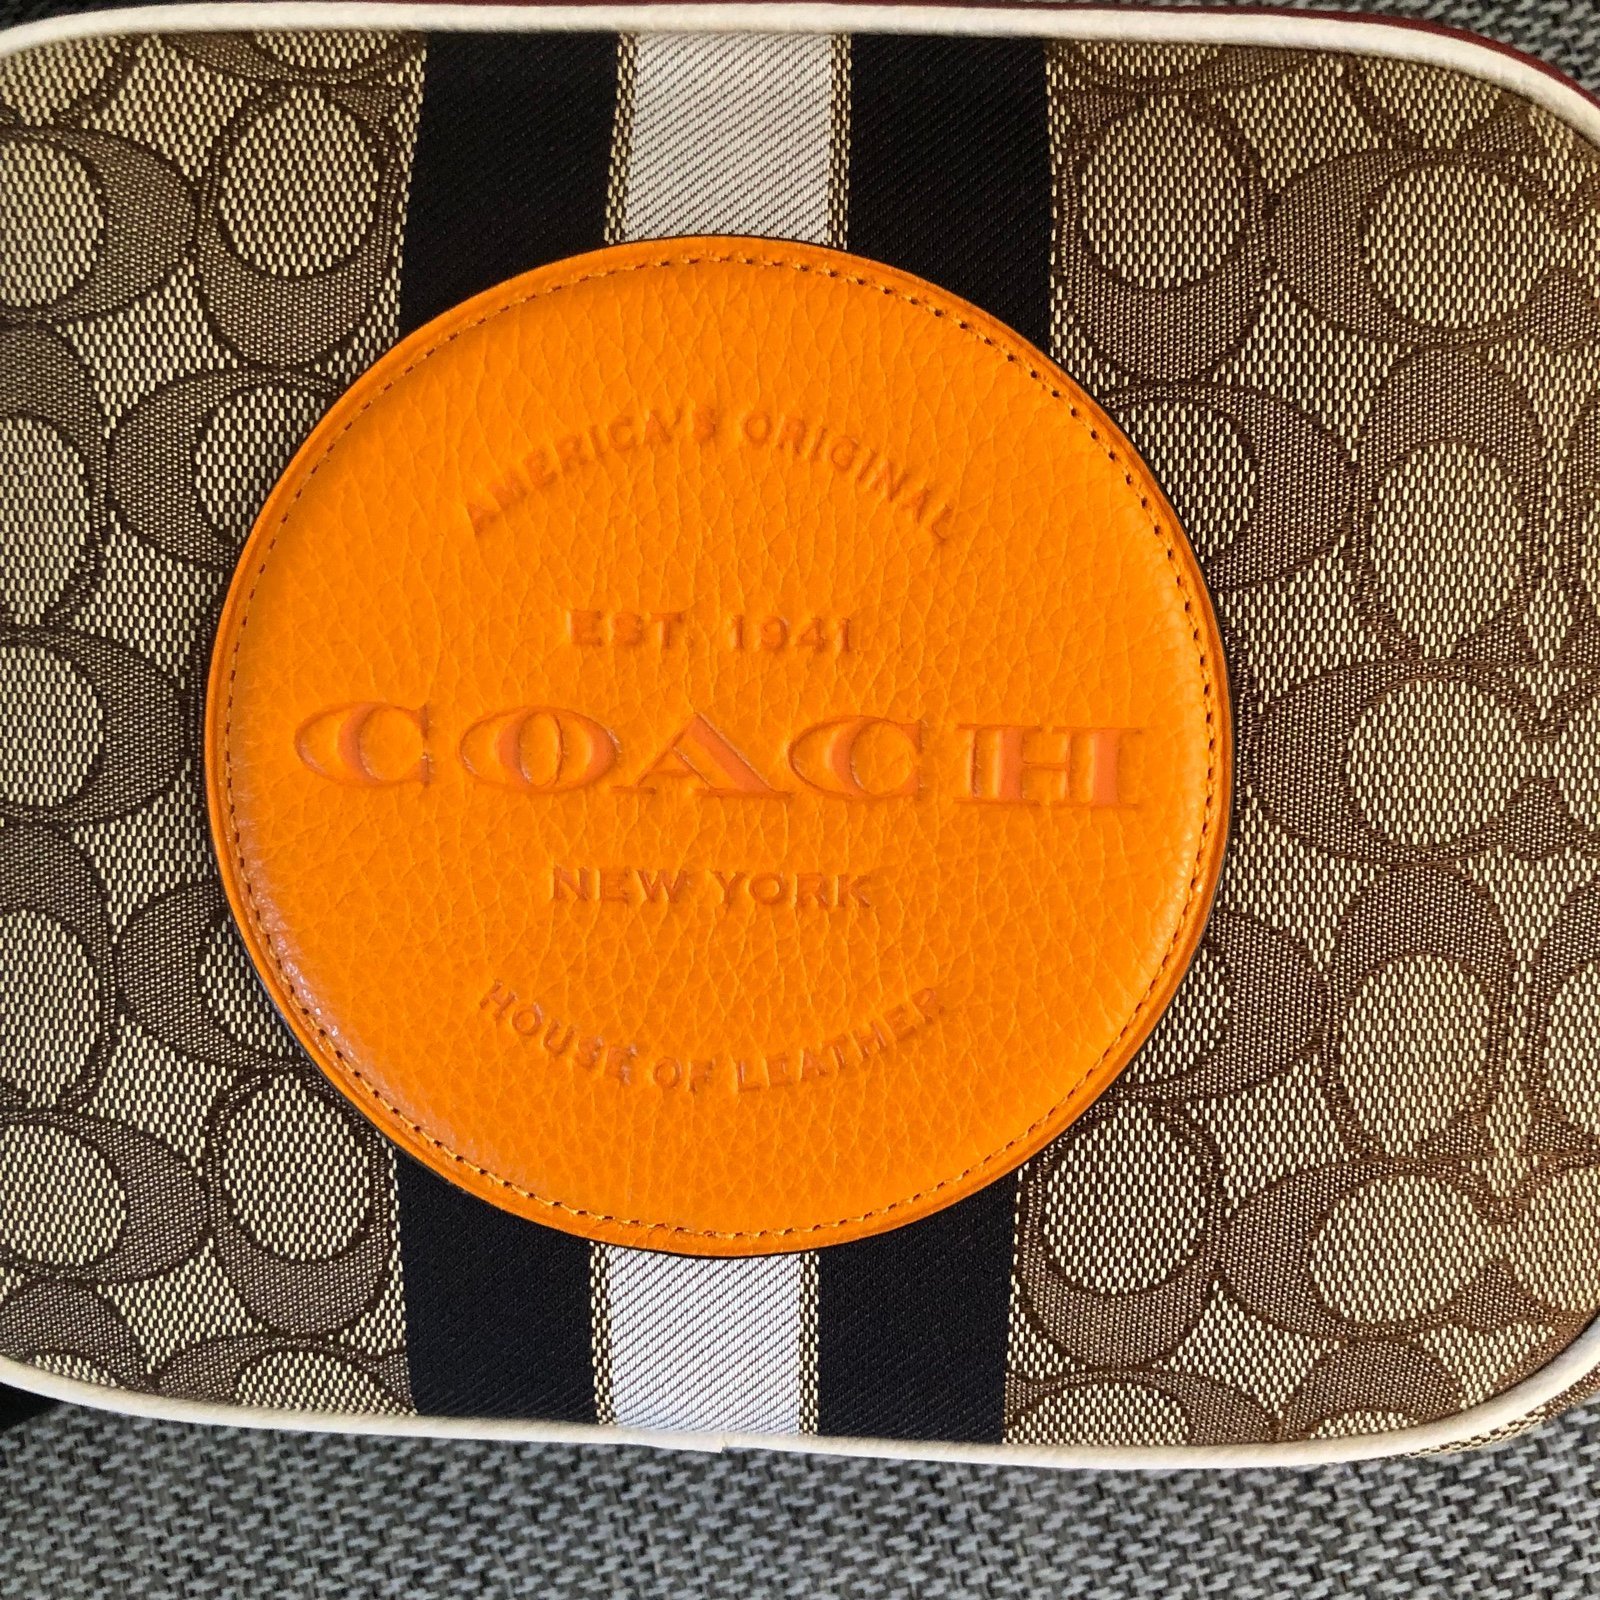 AMERICA'S ORIGINAL
EST. 1941
COACH
NEW YORK
HOUSE OF LEATHER